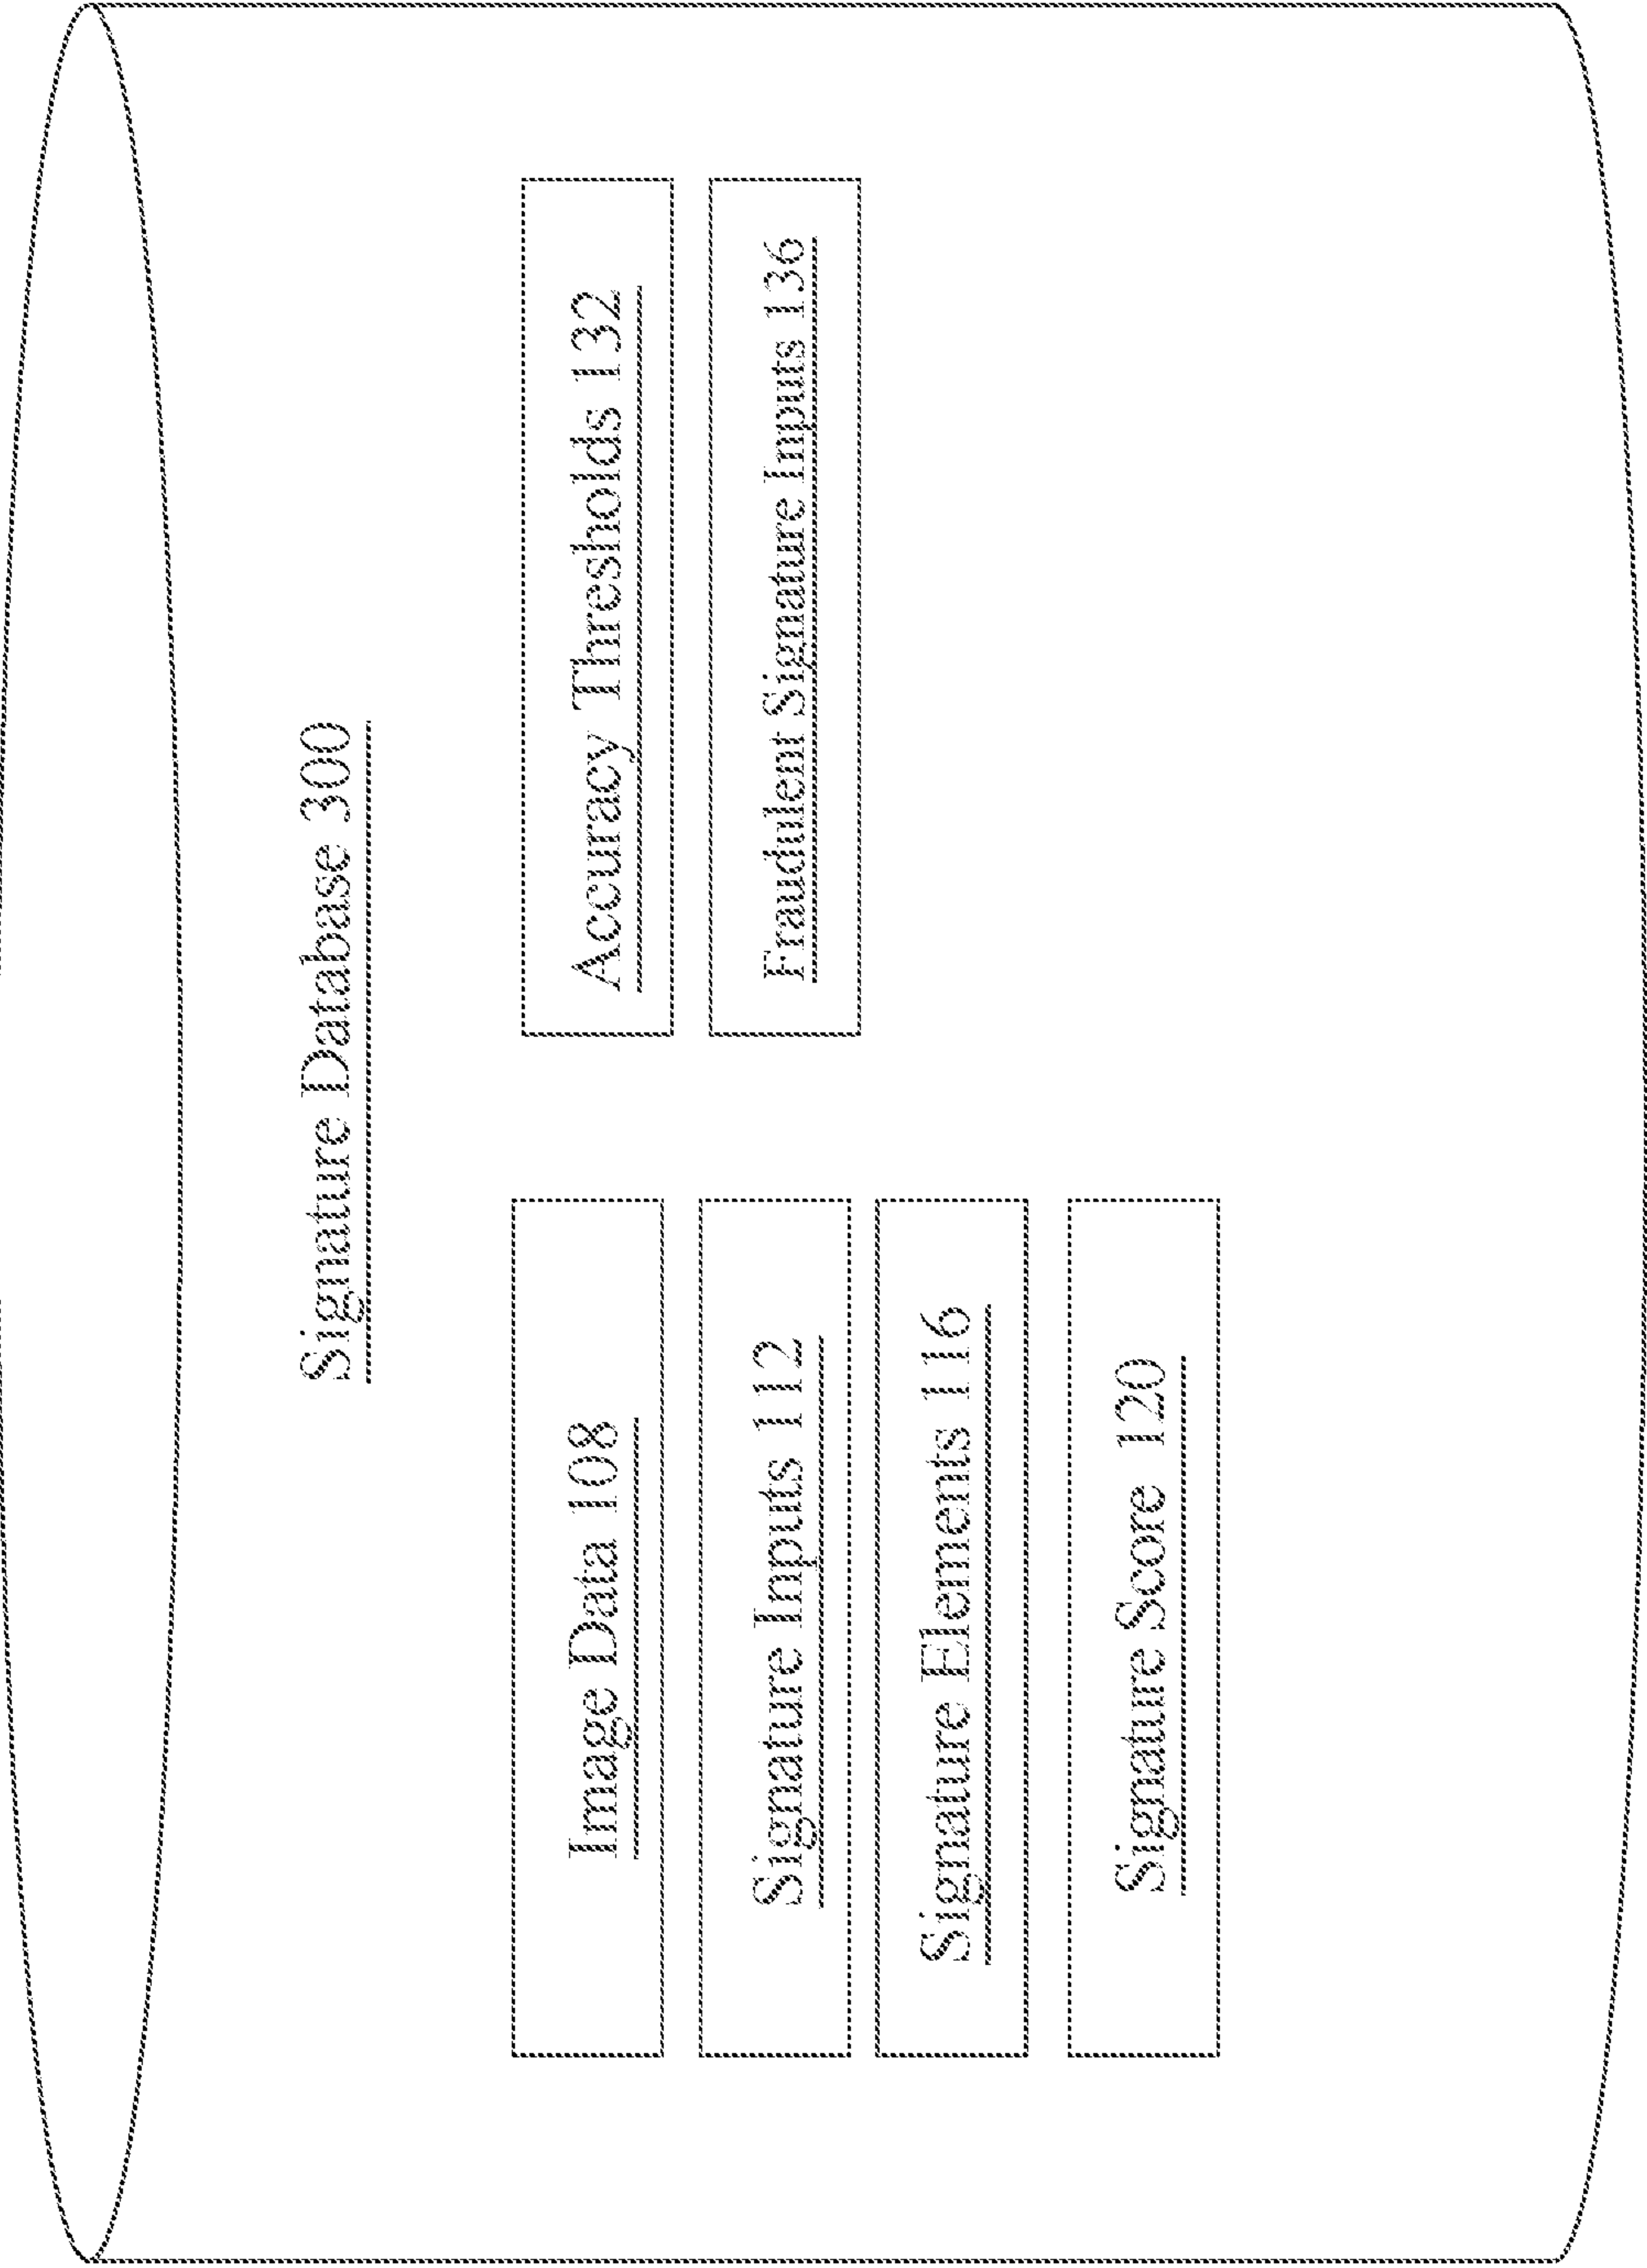 Signature Database 300
Image Data 108
Signature Inputs 112
Signature Elements 116
Signature Score 120
Accuracy Thresholds 132
Fraudulent Signature Inputs 136